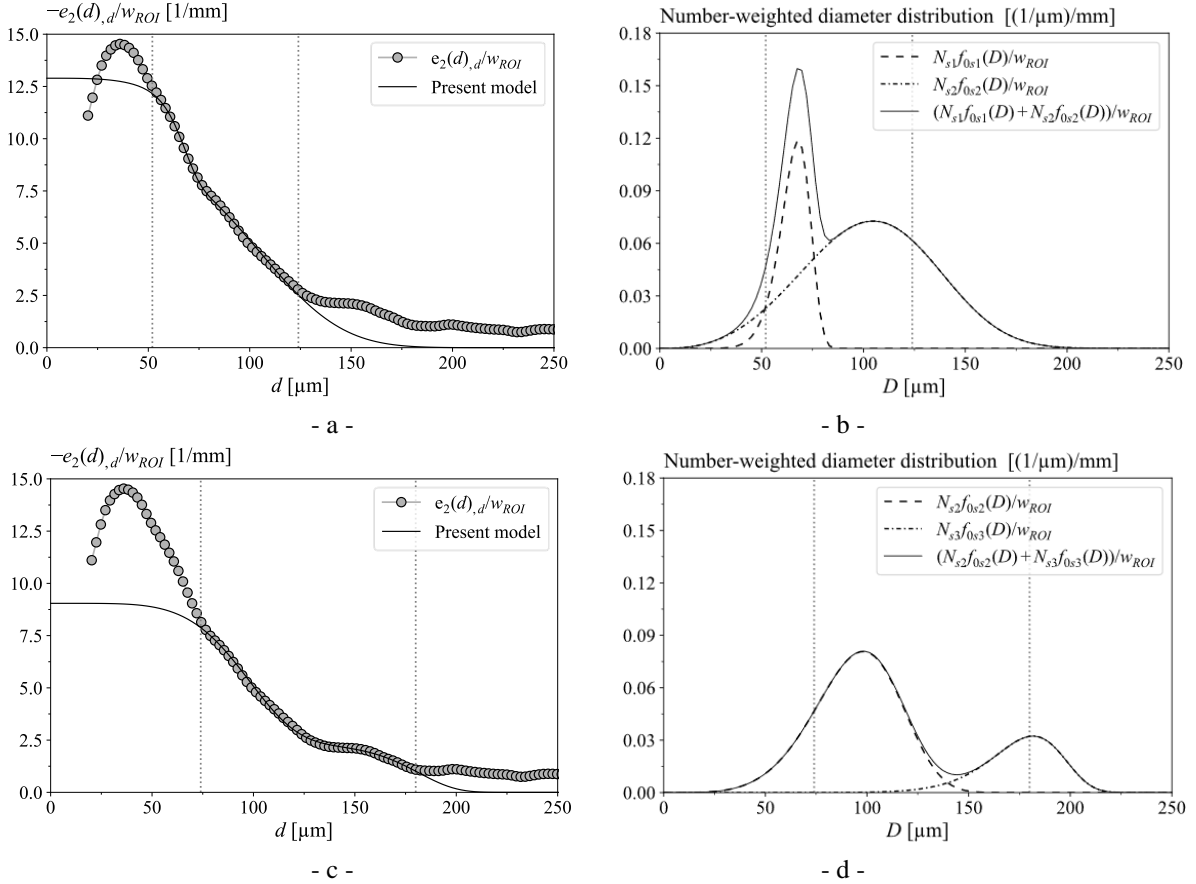 −e₂(d),d/wROI [1/mm]
15.0
12.5
10.0
7.5
5.0
2.5
0.0
0 50 100 150 200 250
d [µm]
e₂(d),d/wROI
Present model
- a -
Number-weighted diameter distribution [(1/µm)/mm]
0.18
0.15
0.12
0.09
0.06
0.03
0.00
0 50 100 150 200 250
D [µm]
Ns1f0s1(D)/wROI
Ns2f0s2(D)/wROI
(Ns1f0s1(D)+Ns2f0s2(D))/wROI
- b -
−e₂(d),d/wROI [1/mm]
15.0
12.5
10.0
7.5
5.0
2.5
0.0
0 50 100 150 200 250
d [µm]
e₂(d),d/wROI
Present model
- c -
Number-weighted diameter distribution [(1/µm)/mm]
0.18
0.15
0.12
0.09
0.06
0.03
0.00
0 50 100 150 200 250
D [µm]
Ns2f0s2(D)/wROI
Ns3f0s3(D)/wROI
(Ns2f0s2(D)+Ns3f0s3(D))/wROI
- d -